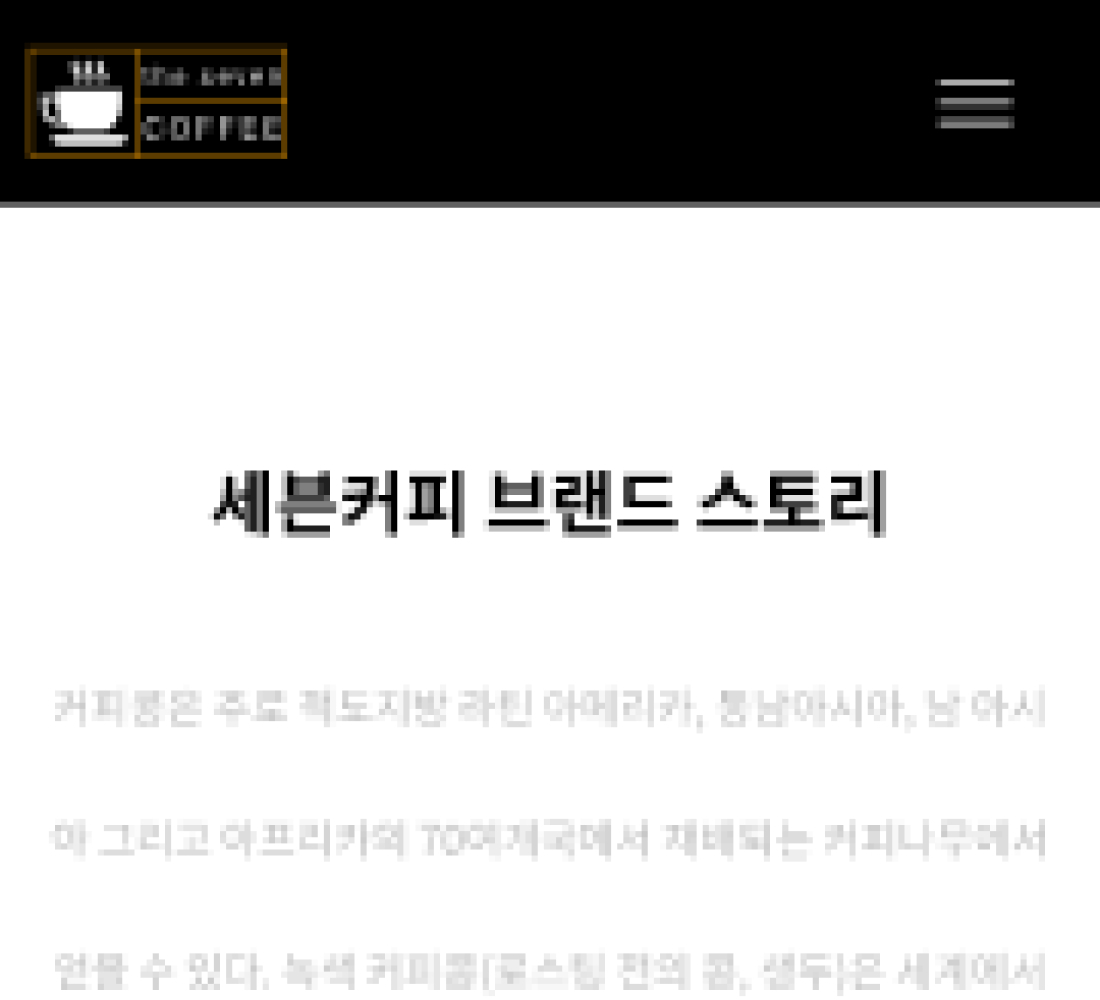 the seven
COFFEE
세븐커피 브랜드 스토리
커피콩은 주로 적도지방 라틴 아메리카, 동남아시아, 남 아시
아 그리고 아프리카의 70여개국에서 재배되는 커피나무에서
얻을 수 있다. 녹색 커피콩(로스팅 전의 콩, 생두)은 세계에서